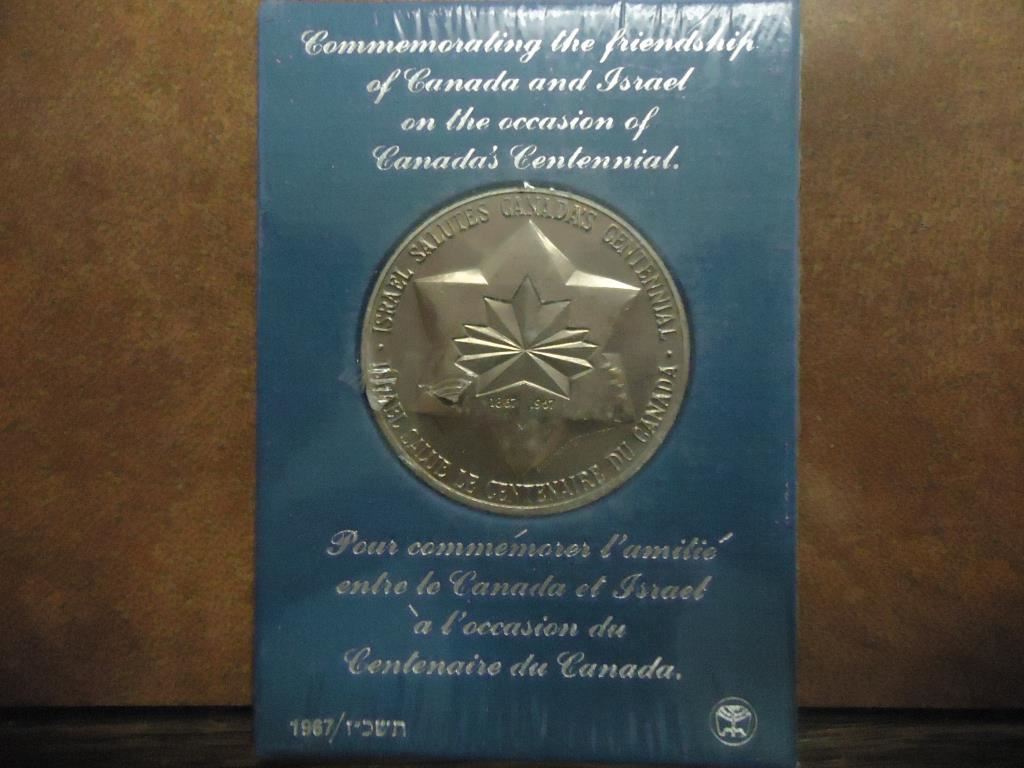 Commemorating the friendship
of Canada and Israel
on the occasion of
Canada's Centennial.
· ISRAEL SALUTES CANADA'S CENTENNIAL ·
1867 1967
ISRAEL SALUE LE CENTENAIRE DU CANADA
Pour commémorer l'amitié
entre le Canada et Israel
à l'occasion du
Centenaire du Canada.
1967/תשכ״ז